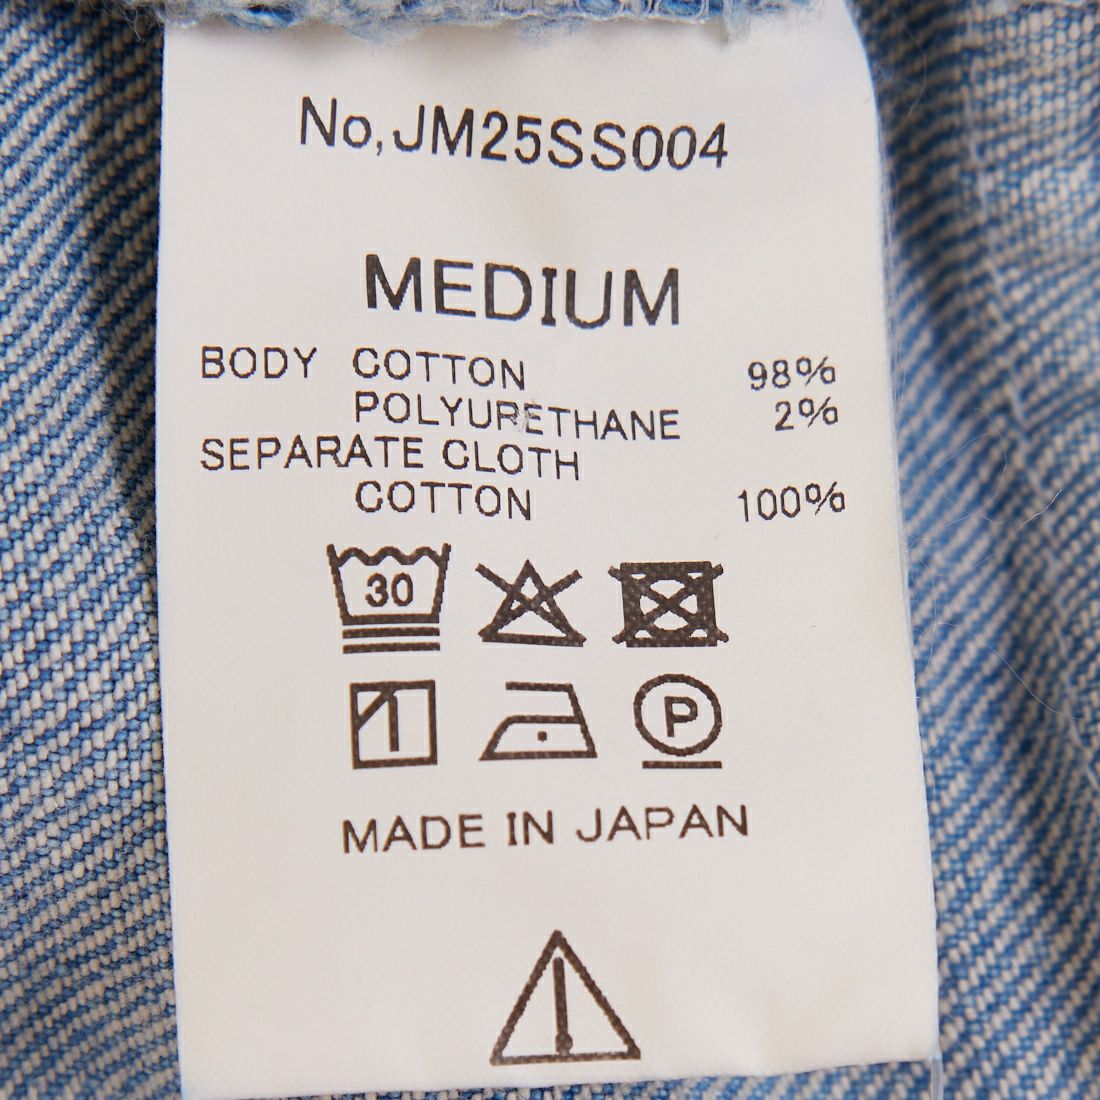 No,JM25SS004
MEDIUM
BODY COTTON 98%
POLYURETHANE 2%
SEPARATE CLOTH
COTTON 100%
30
P
MADE IN JAPAN